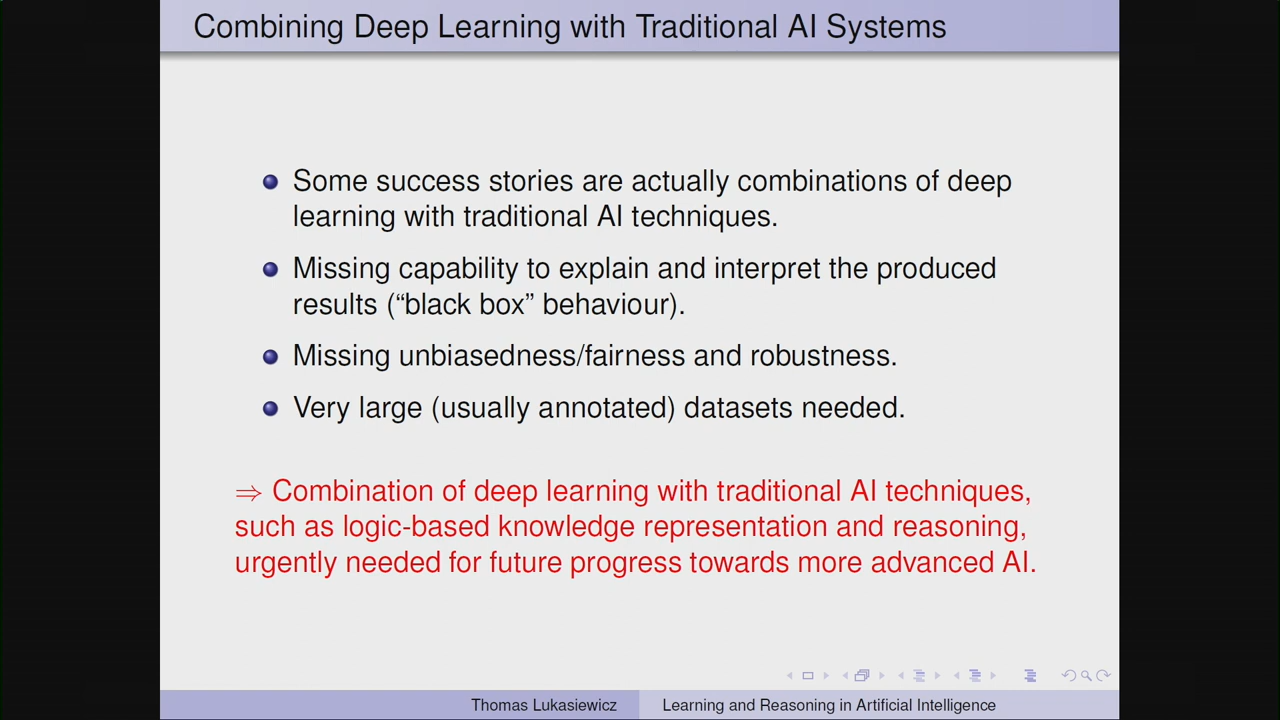 Combining Deep Learning with Traditional AI Systems
Some success stories are actually combinations of deep
learning with traditional AI techniques.
Missing capability to explain and interpret the produced
results (“black box” behaviour).
Missing unbiasedness/fairness and robustness.
Very large (usually annotated) datasets needed.
⇒ Combination of deep learning with traditional AI techniques,
such as logic-based knowledge representation and reasoning,
urgently needed for future progress towards more advanced AI.
Thomas Lukasiewicz
Learning and Reasoning in Artificial Intelligence